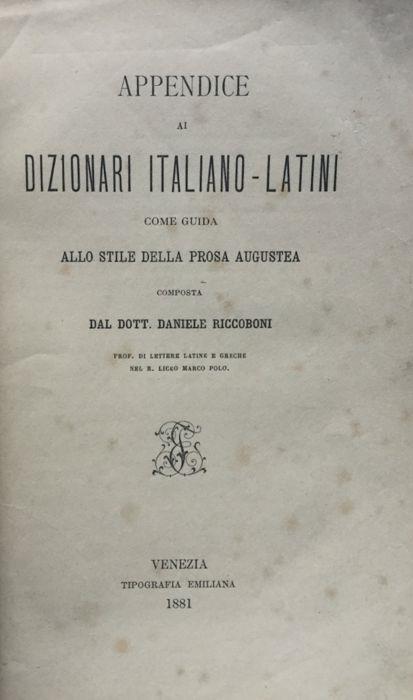 APPENDICE
AI
DIZIONARI ITALIANO-LATINI
COME GUIDA
ALLO STILE DELLA PROSA AUGUSTEA
COMPOSTA
DAL DOTT. DANIELE RICCOBONI
PROF. DI LETTERE LATINE E GRECHE
NEL R. LICEO MARCO POLO.
VENEZIA
TIPOGRAFIA EMILIANA
1881